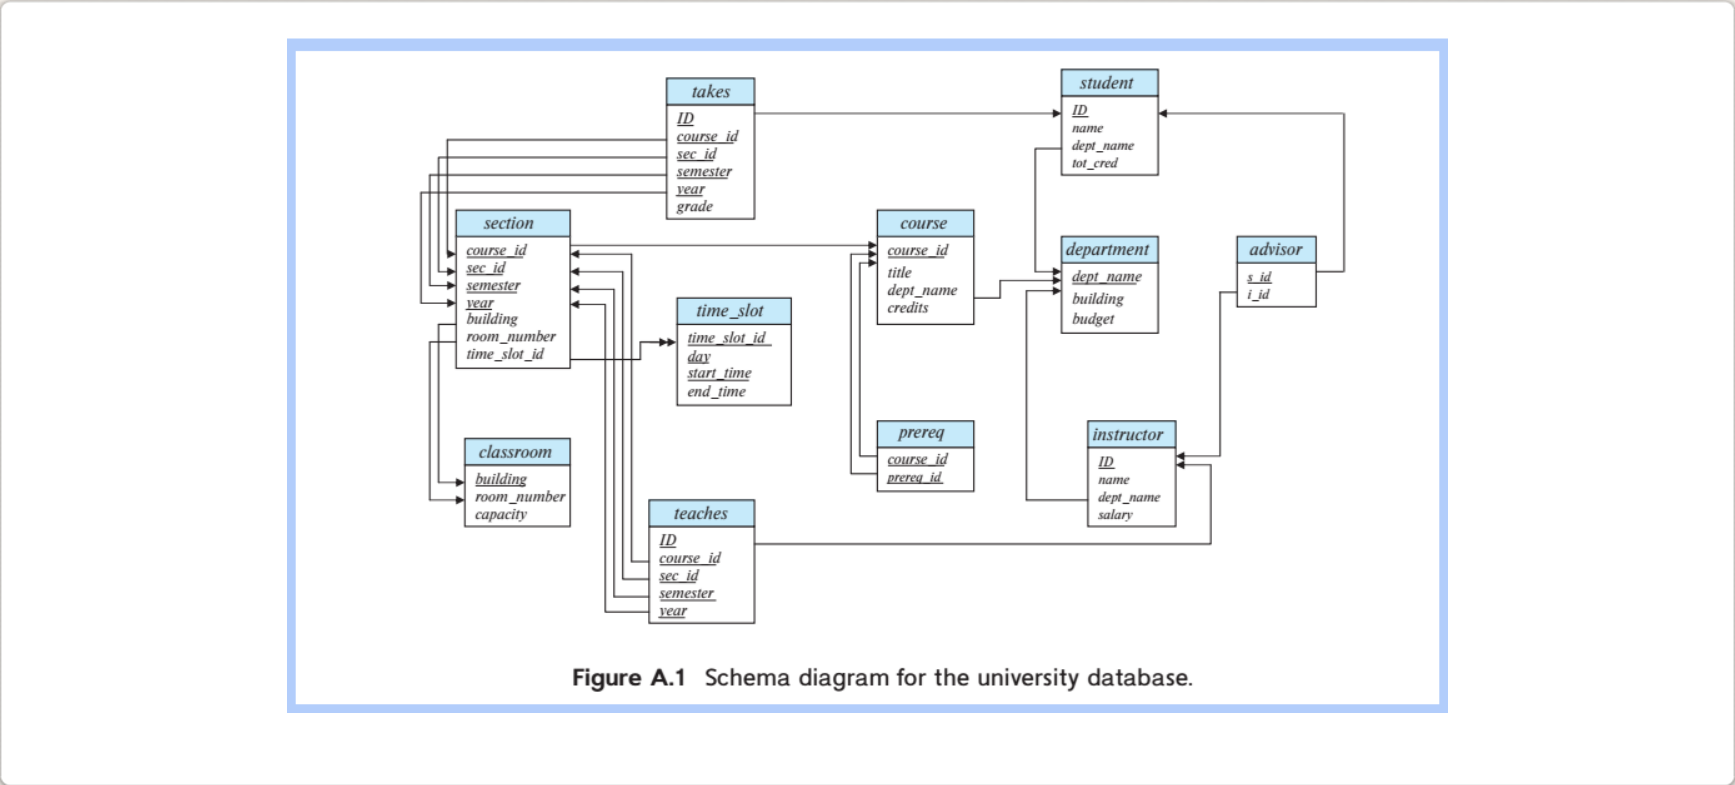 takes
ID
course_id
sec_id
semester
year
grade
student
ID
name
dept_name
tot_cred
section
course_id
sec_id
semester
year
building
room_number
time_slot_id
course
course_id
title
dept_name
credits
department
dept_name
building
budget
advisor
s_id
i_id
time_slot
time_slot_id
day
start_time
end_time
prereq
course_id
prereq_id
instructor
ID
name
dept_name
salary
classroom
building
room_number
capacity
teaches
ID
course_id
sec_id
semester
year
Figure A.1 Schema diagram for the university database.